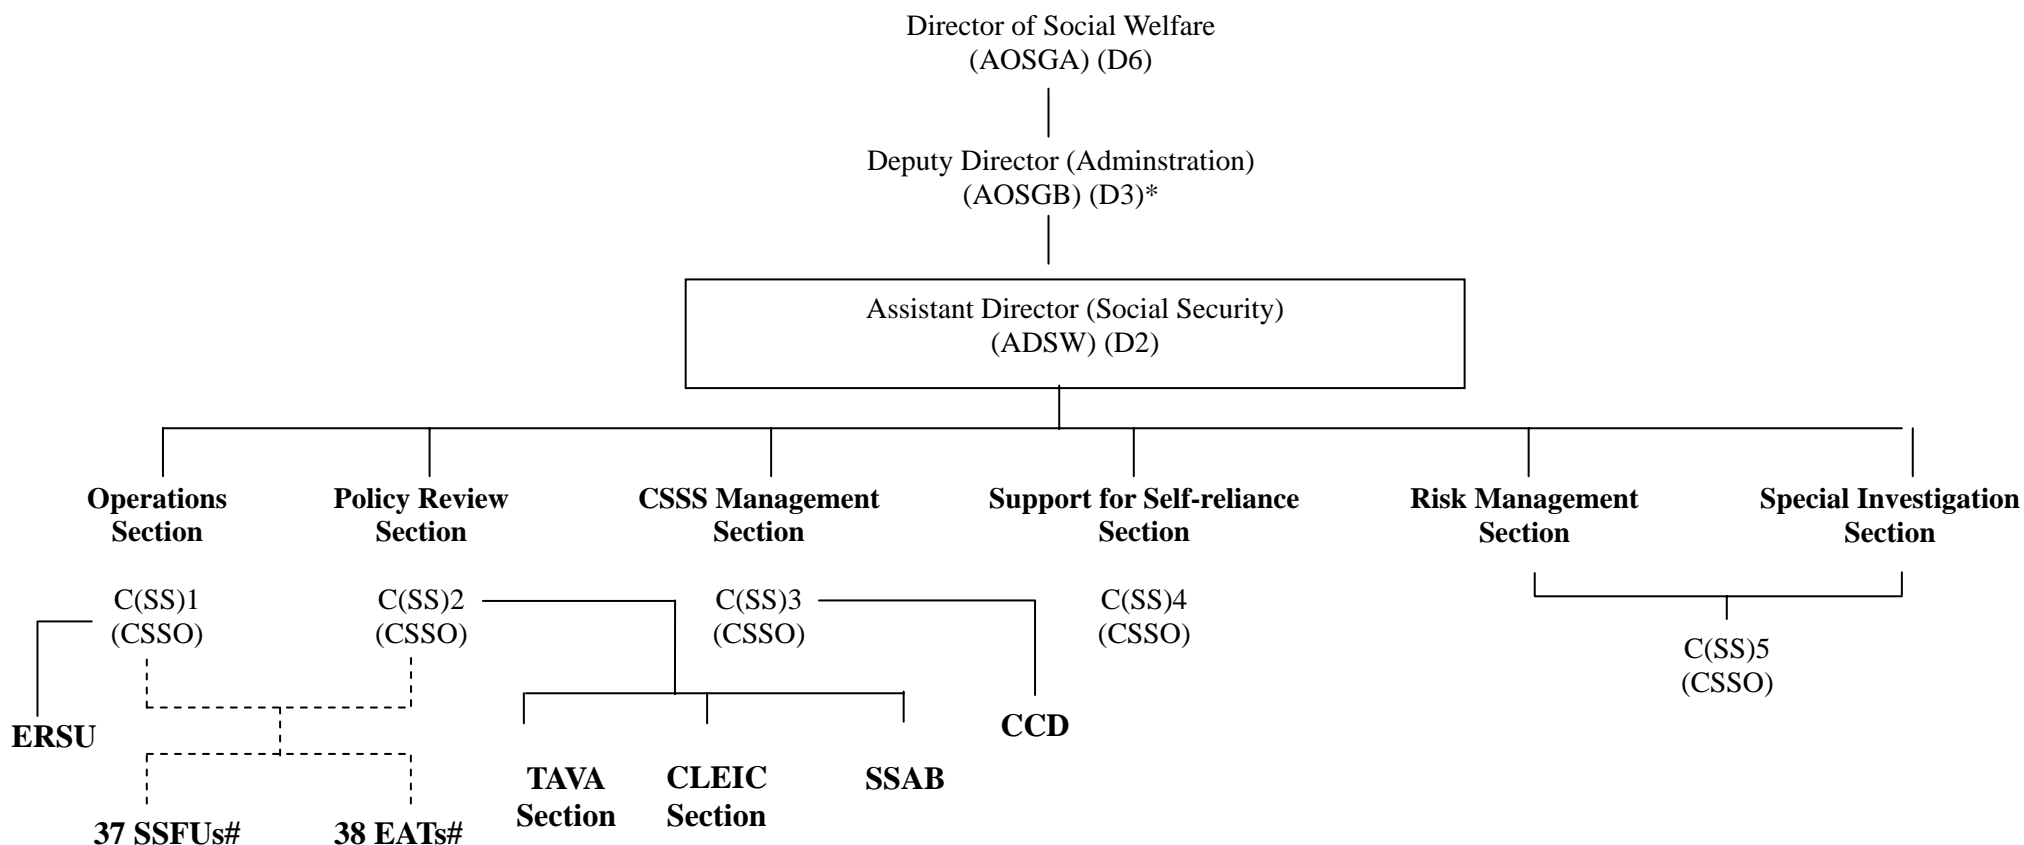 Director of Social Welfare
(AOSGA) (D6)
Deputy Director (Adminstration)
(AOSGB) (D3)*
Assistant Director (Social Security)
(ADSW) (D2)
Operations
Section
Policy Review
Section
CSSS Management
Section
Support for Self-reliance
Section
Risk Management
Section
Special Investigation
Section
C(SS)1
(CSSO)
C(SS)2
(CSSO)
C(SS)3
(CSSO)
C(SS)4
(CSSO)
C(SS)5
(CSSO)
ERSU
CCD
TAVA
Section
CLEIC
Section
SSAB
37 SSFUs#
38 EATs#